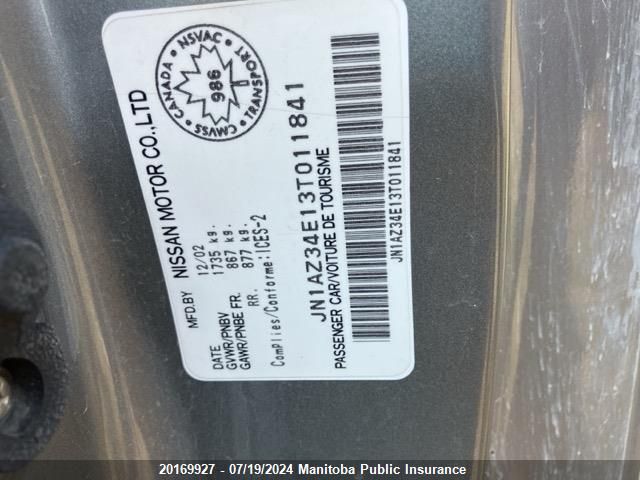 MFD.BY NISSAN MOTOR CO.,LTD
DATE 12/02
GVWR/PNBV 1735 kg.
GAWR/PNBE FR. 867 kg.
RR. 877 kg.
Complies/Conforme:ICES-2
CANADA • NSVAC • TRANSPORT • CMVSS •
986
JN1AZ34E13T011841
PASSENGER CAR/VOITURE DE TOURISME
JN1AZ34E13T011841
20169927 - 07/19/2024 Manitoba Public Insurance